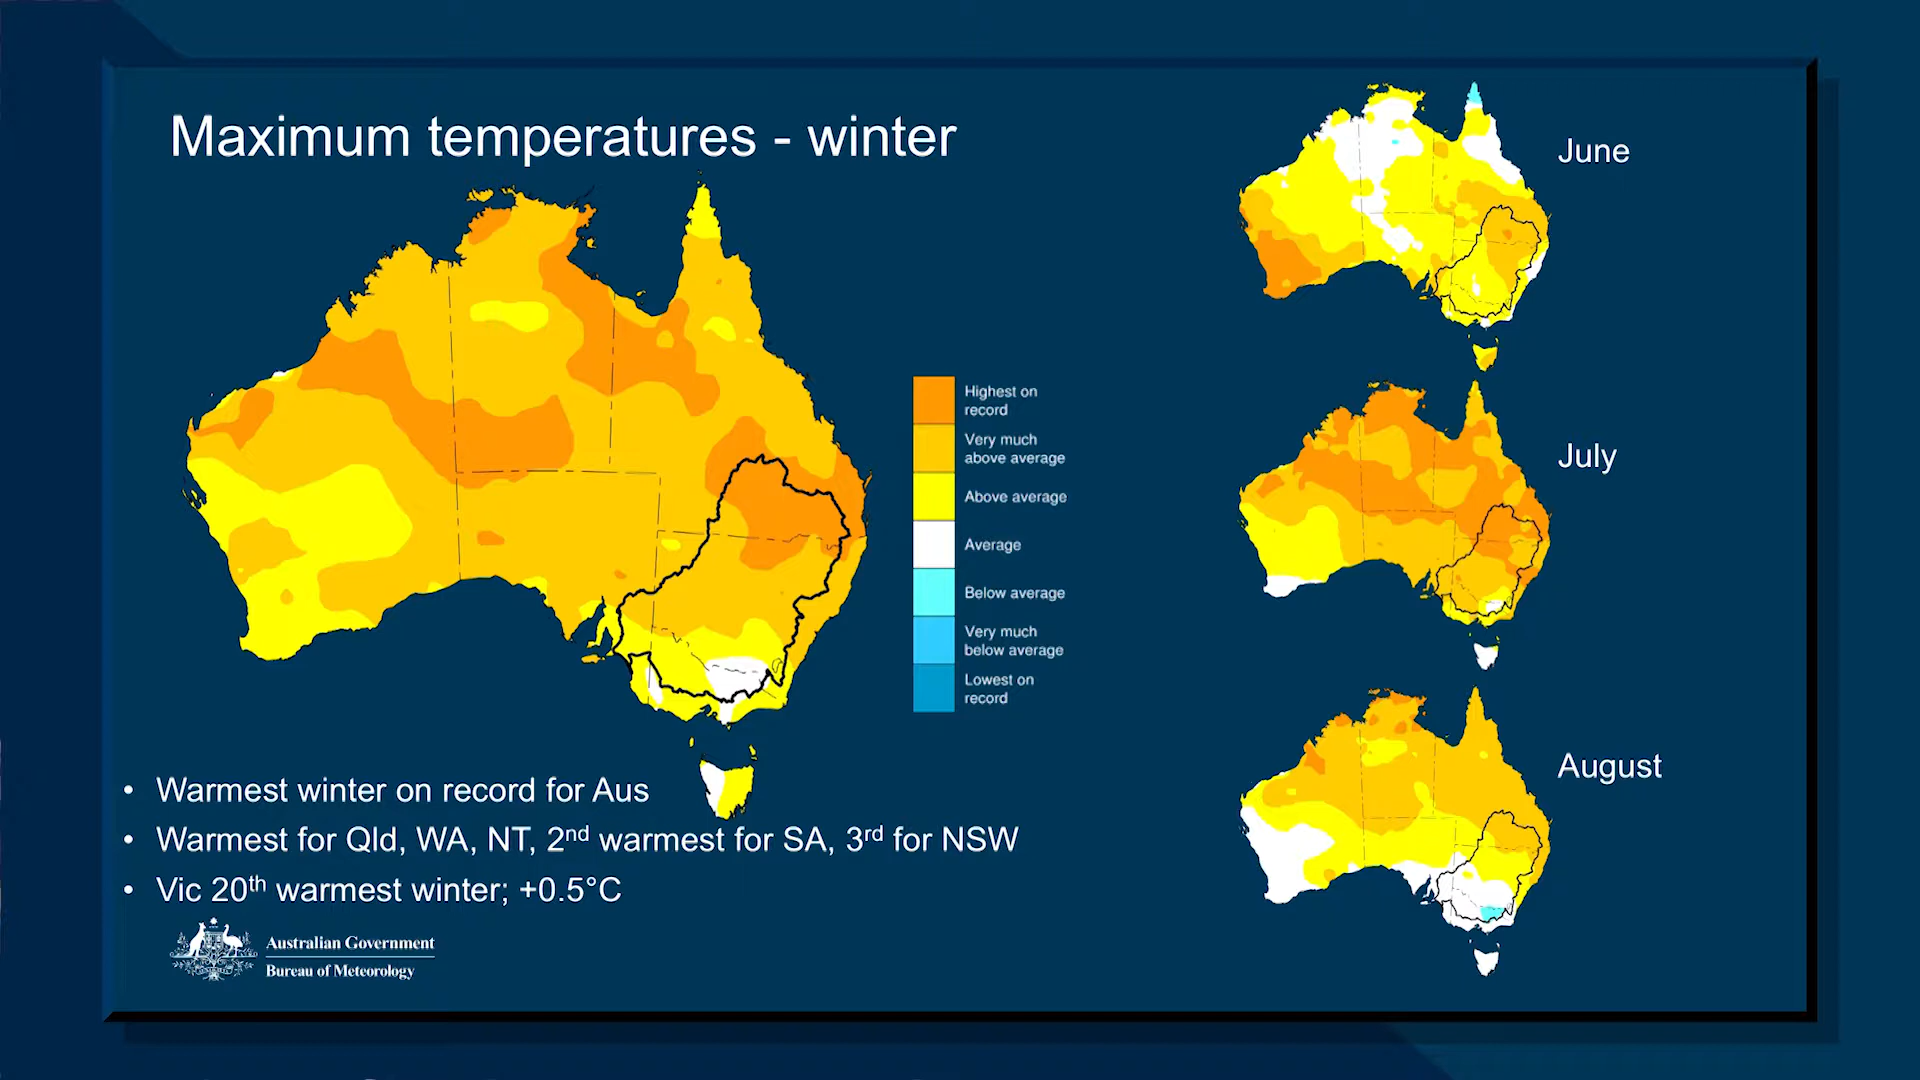 Maximum temperatures - winter
June
July
August
Highest on
record
Very much
above average
Above average
Average
Below average
Very much
below average
Lowest on
record
• Warmest winter on record for Aus
• Warmest for Qld, WA, NT, 2nd warmest for SA, 3rd for NSW
• Vic 20th warmest winter; +0.5°C
Australian Government
Bureau of Meteorology